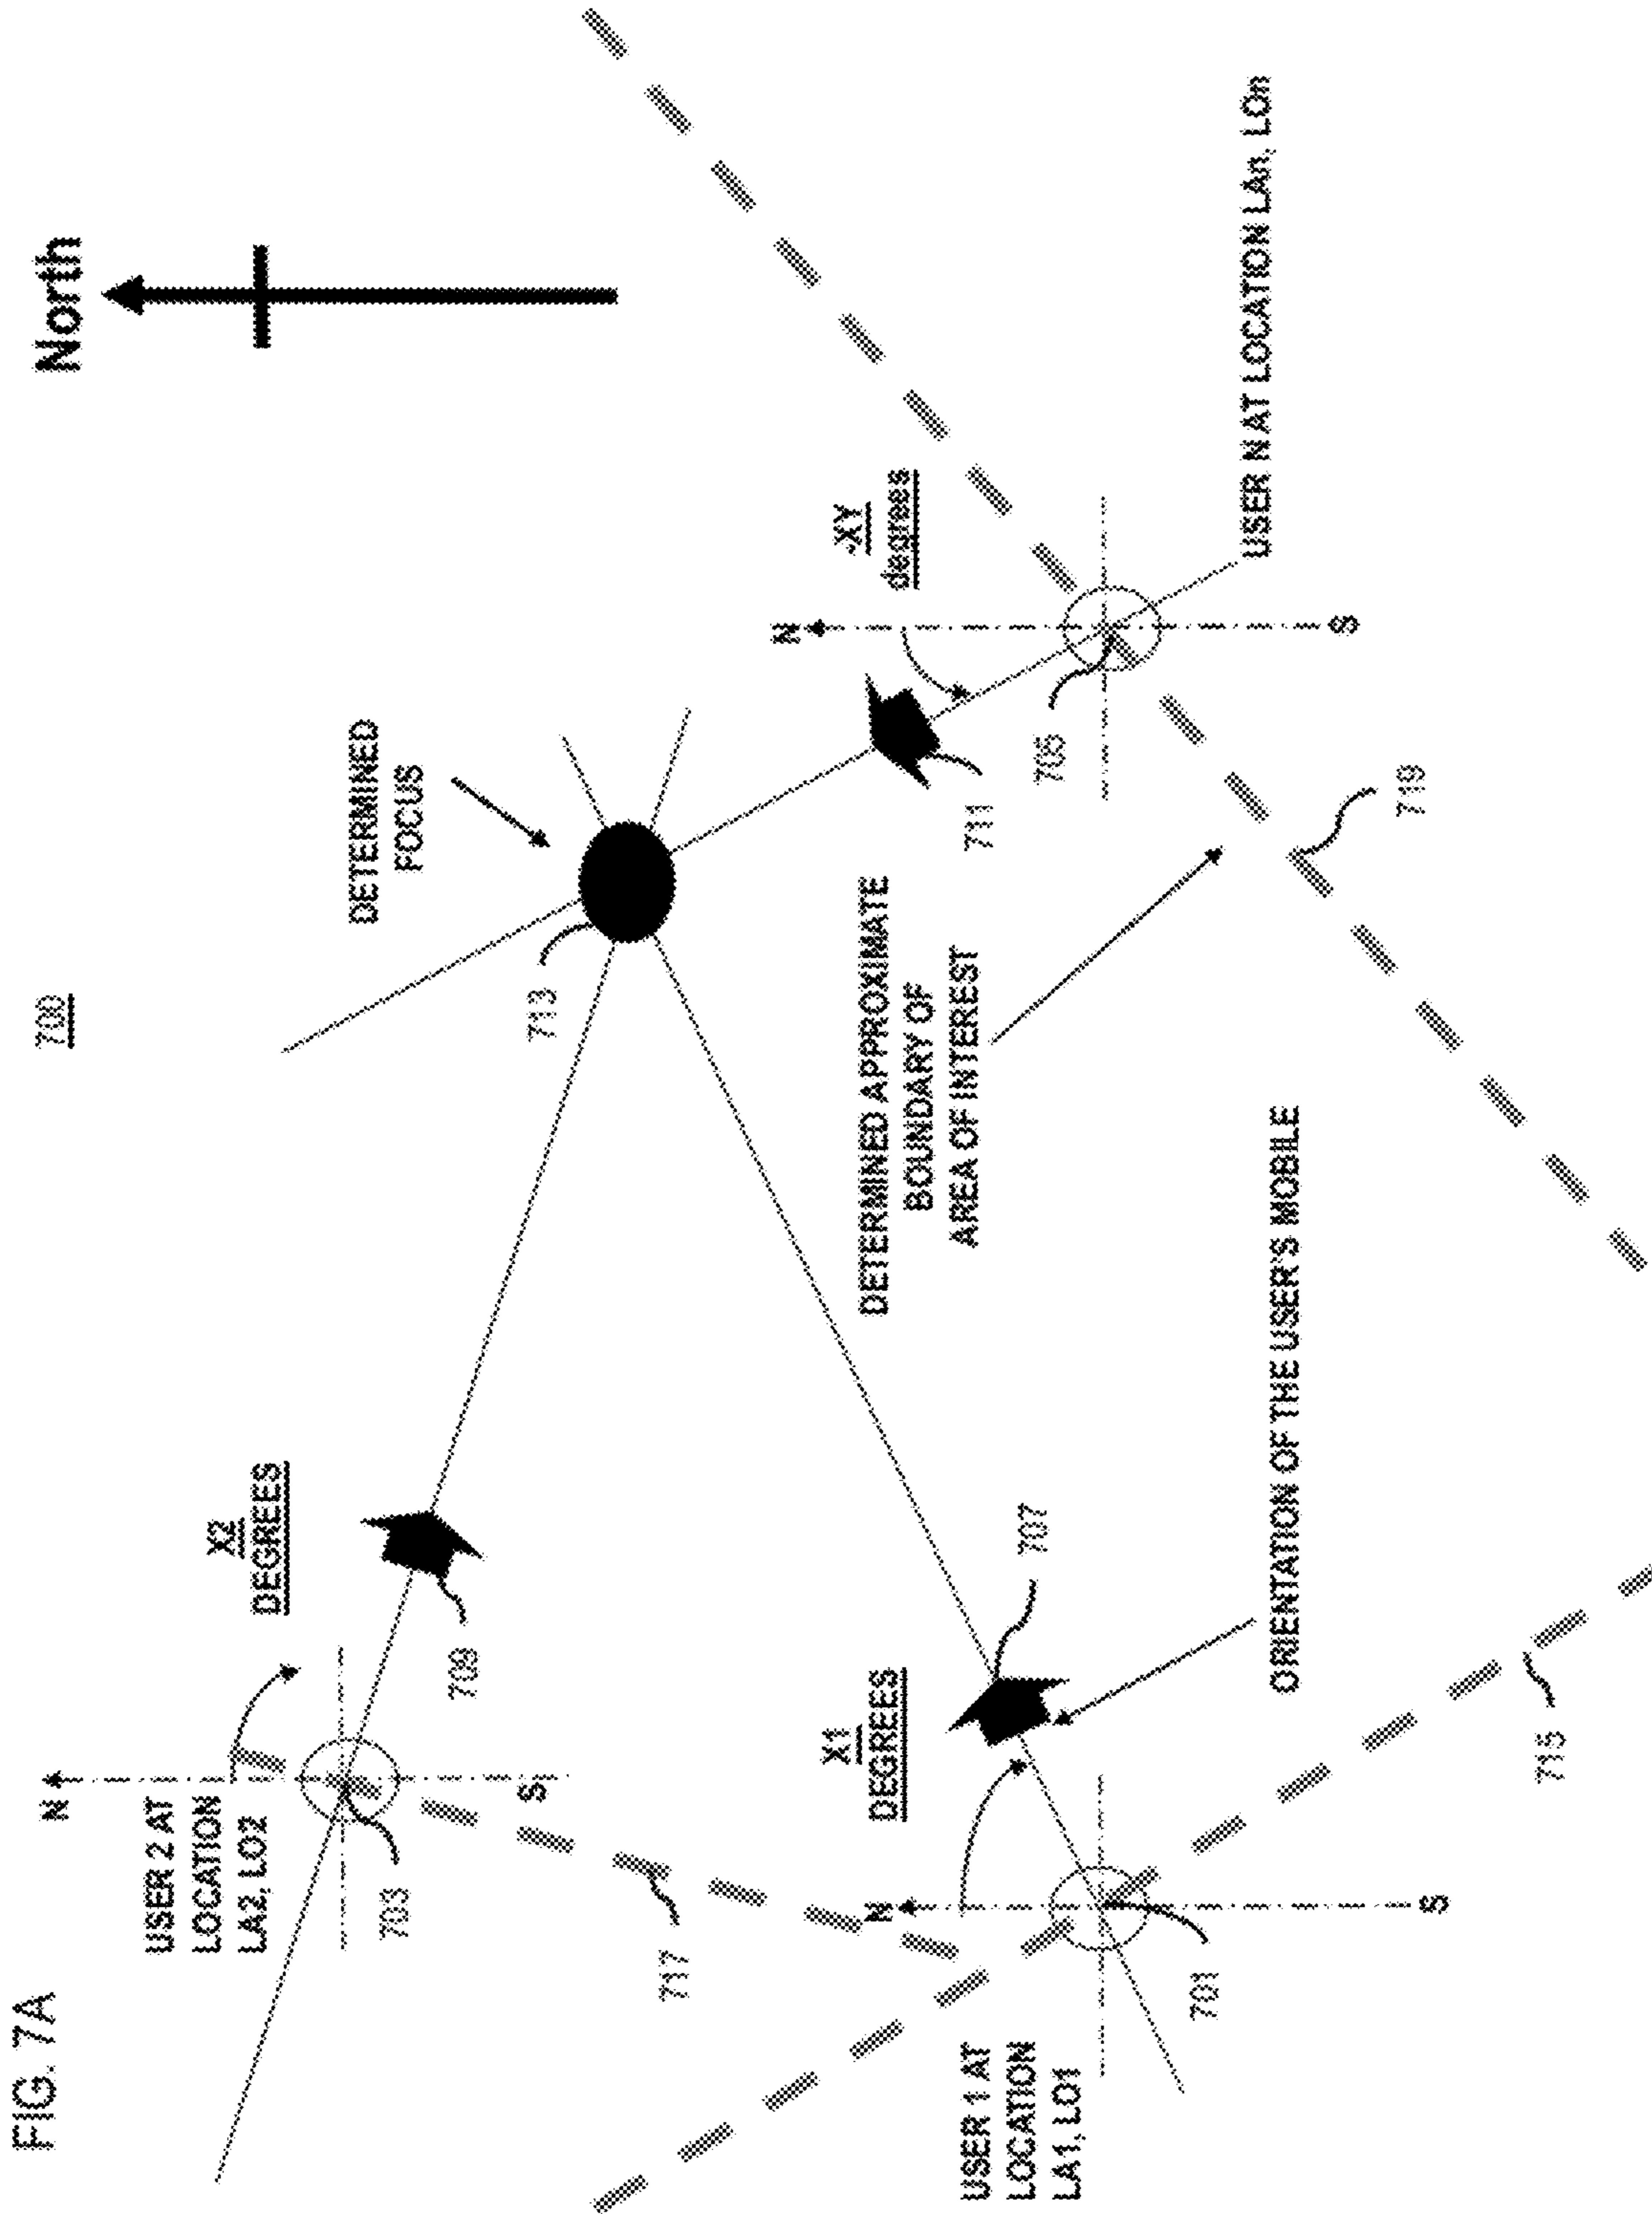 FIG. 7A
700
North
N
USER 2 AT
LOCATION
LA2, LO2
X2
DEGREES
S
703
709
DETERMINED
FOCUS
713
717
N
USER 1 AT
LOCATION
LA1, LO1
X1
DEGREES
701
S
707
ORIENTATION OF THE USER'S MOBILE
715
DETERMINED APPROXIMATE
BOUNDARY OF
AREA OF INTEREST
711
-XY
degrees
N
705
S
USER N AT LOCATION LAn, LOn
719